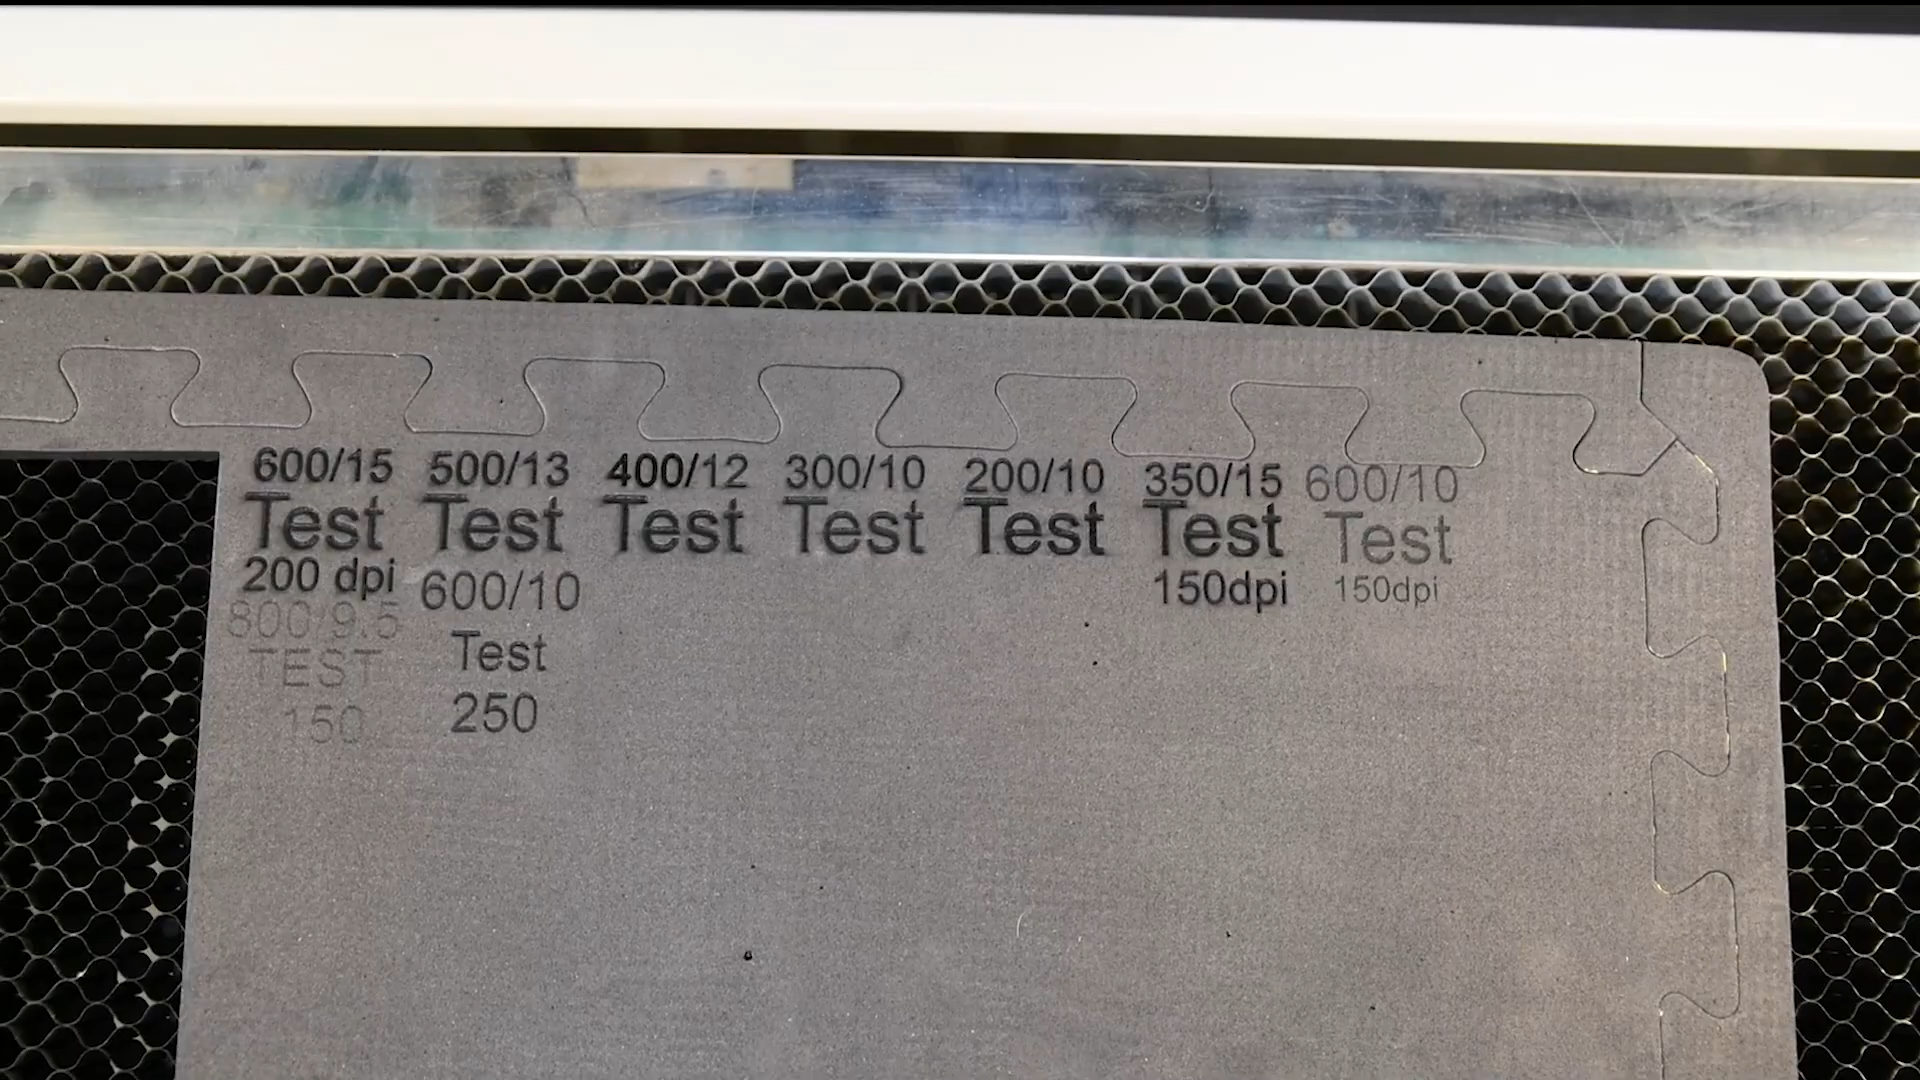 600/15 500/13 400/12 300/10 200/10 350/15 600/10
Test Test Test Test Test Test Test
200 dpi 600/10 150dpi 150dpi
800/9.5
TEST Test
150 250